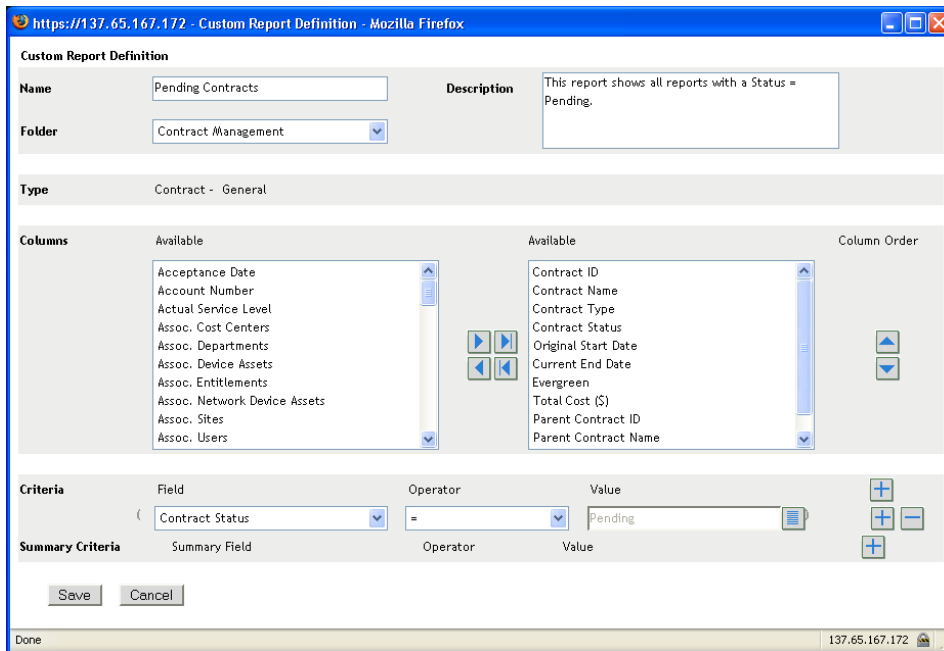 https://137.65.167.172 - Custom Report Definition - Mozilla Firefox
Custom Report Definition
Name
Pending Contracts
Description
This report shows all reports with a Status =
Pending.
Folder
Contract Management
Type
Contract - General
Columns
Available
Available
Column Order
Acceptance Date
Account Number
Actual Service Level
Assoc. Cost Centers
Assoc. Departments
Assoc. Device Assets
Assoc. Entitlements
Assoc. Network Device Assets
Assoc. Sites
Assoc. Users
Contract ID
Contract Name
Contract Type
Contract Status
Original Start Date
Current End Date
Evergreen
Total Cost ($)
Parent Contract ID
Parent Contract Name
Criteria
Field
Operator
Value
( Contract Status = Pending )
Summary Criteria
Summary Field
Operator
Value
Save
Cancel
Done
137.65.167.172